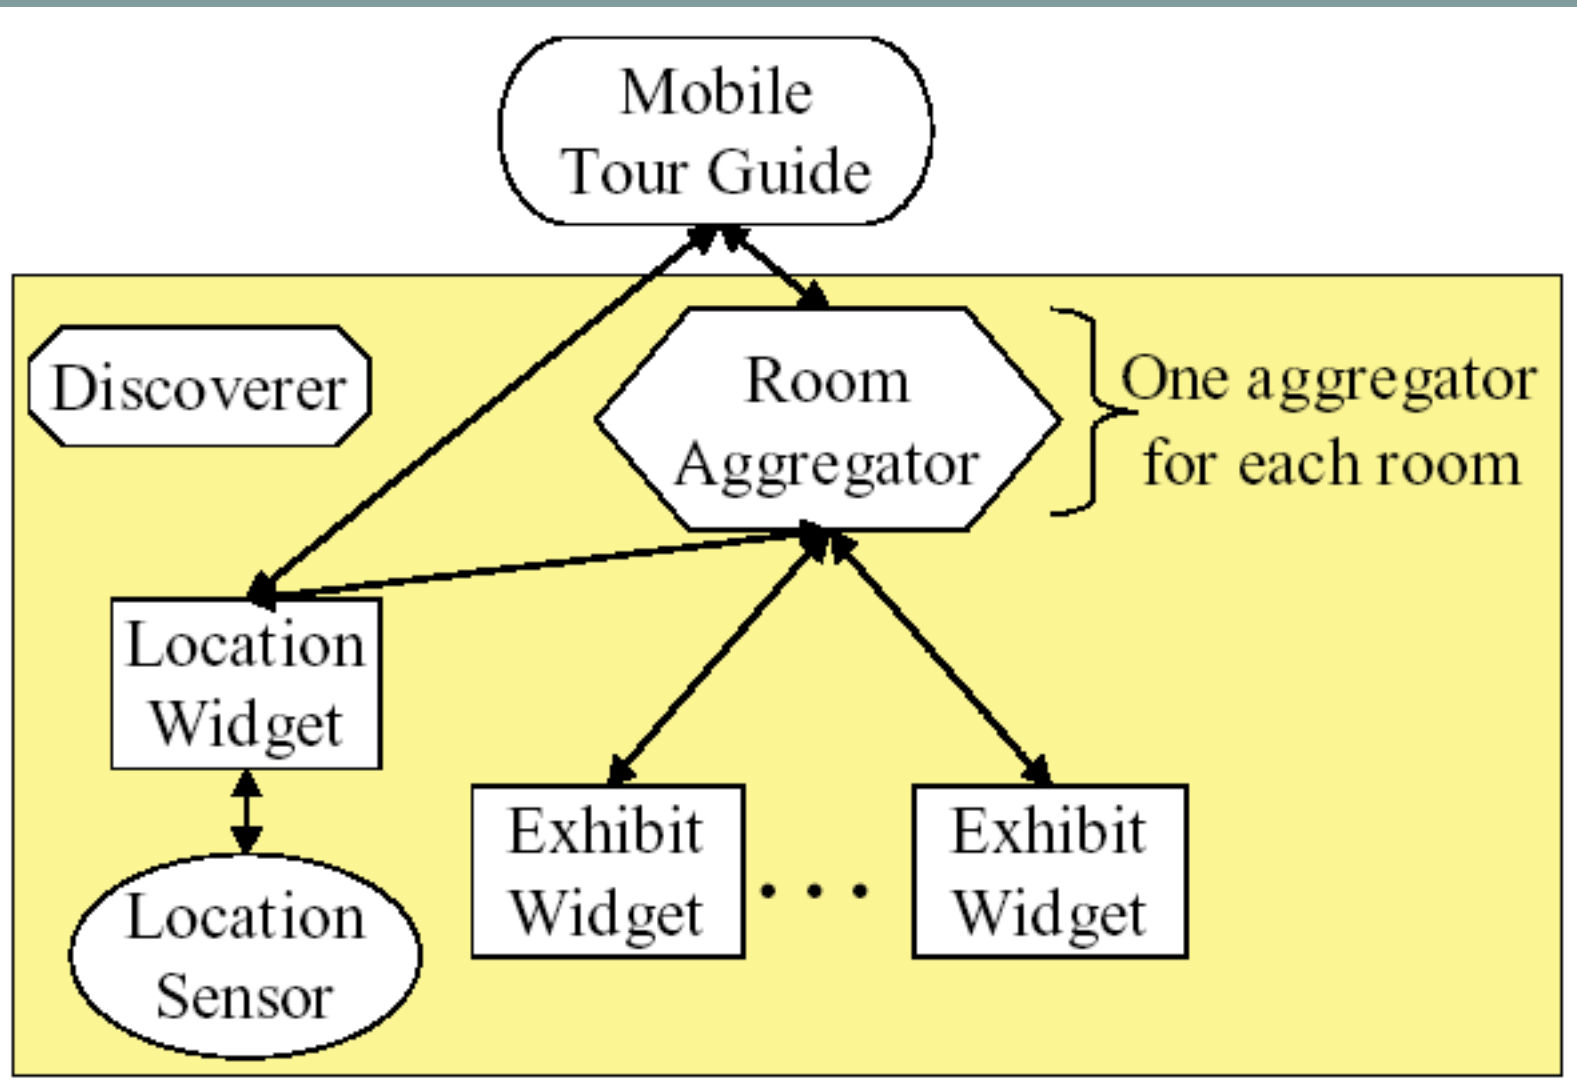 Mobile
Tour Guide
Discoverer
Room
Aggregator
One aggregator
for each room
Location
Widget
Exhibit
Widget
. . .
Exhibit
Widget
Location
Sensor